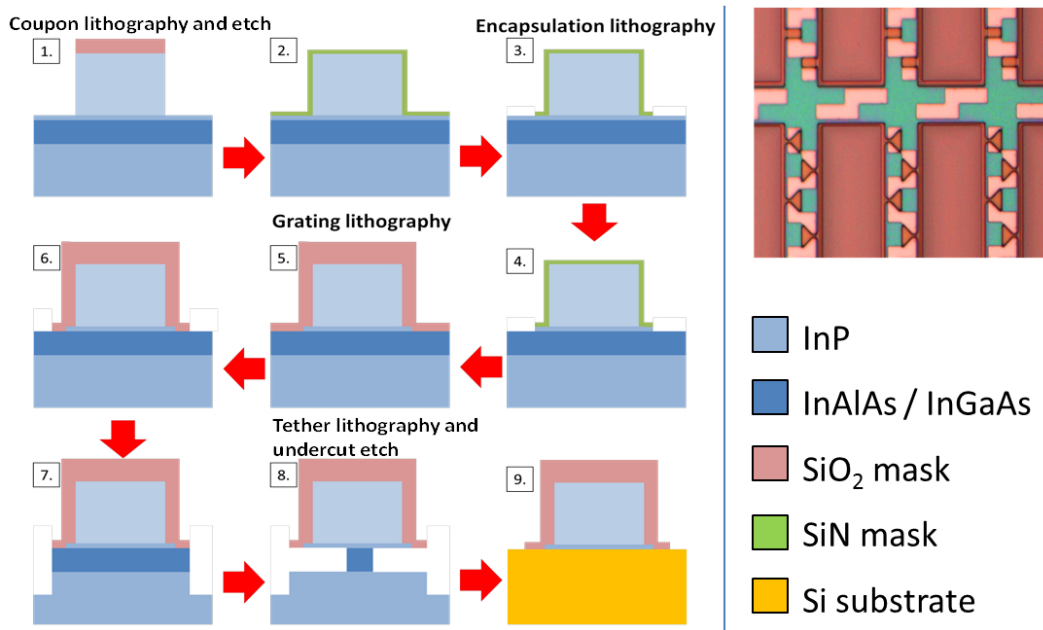 Coupon lithography and etch
Encapsulation lithography
1.
2.
3.
Grating lithography
6.
5.
4.
Tether lithography and
undercut etch
7.
8.
9.
InP
InAlAs / InGaAs
SiO₂ mask
SiN mask
Si substrate